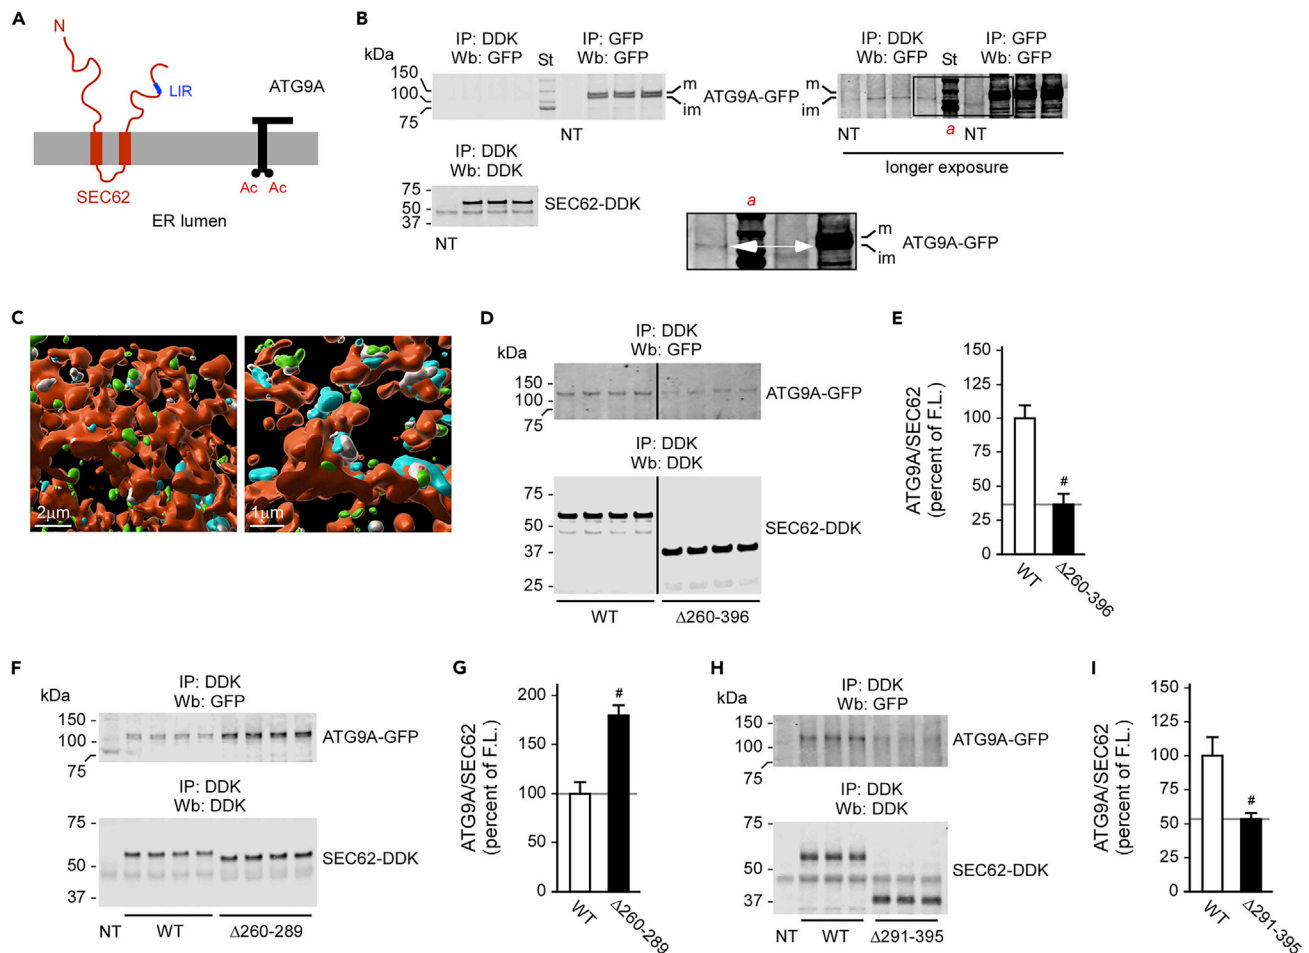 A
N
LIR
ATG9A
SEC62
Ac Ac
ER lumen
B
kDa
IP: DDK
Wb: GFP
St
IP: GFP
Wb: GFP
150
100
75
m
im
ATG9A-GFP
NT
IP: DDK
Wb: GFP
St
IP: GFP
Wb: GFP
m
im
NT
a
NT
longer exposure
IP: DDK
Wb: DDK
75
50
37
SEC62-DDK
NT
a
m
im
ATG9A-GFP
C
2µm
1µm
D
kDa
IP: DDK
Wb: GFP
150
100
75
ATG9A-GFP
IP: DDK
Wb: DDK
75
50
37
25
SEC62-DDK
WT
Δ260-396
E
ATG9A/SEC62
(percent of F.L.)
150
100
75
50
25
0
#
WT
Δ260-396
F
kDa
IP: DDK
Wb: GFP
150
100
75
ATG9A-GFP
IP: DDK
Wb: DDK
75
50
37
SEC62-DDK
NT
WT
Δ260-289
G
ATG9A/SEC62
(percent of F.L.)
200
150
100
50
0
#
WT
Δ260-289
H
kDa
IP: DDK
Wb: GFP
150
100
75
ATG9A-GFP
IP: DDK
Wb: DDK
75
50
37
SEC62-DDK
NT
WT
Δ291-395
I
ATG9A/SEC62
(percent of F.L.)
150
125
100
75
50
25
0
#
WT
Δ291-395